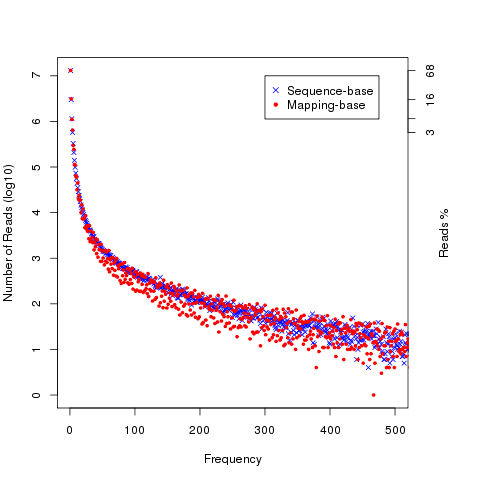 Sequence-base
Mapping-base
Number of Reads (log10)
7
6
5
4
3
2
1
0
68
16
3
Reads %
0 100 200 300 400 500
Frequency